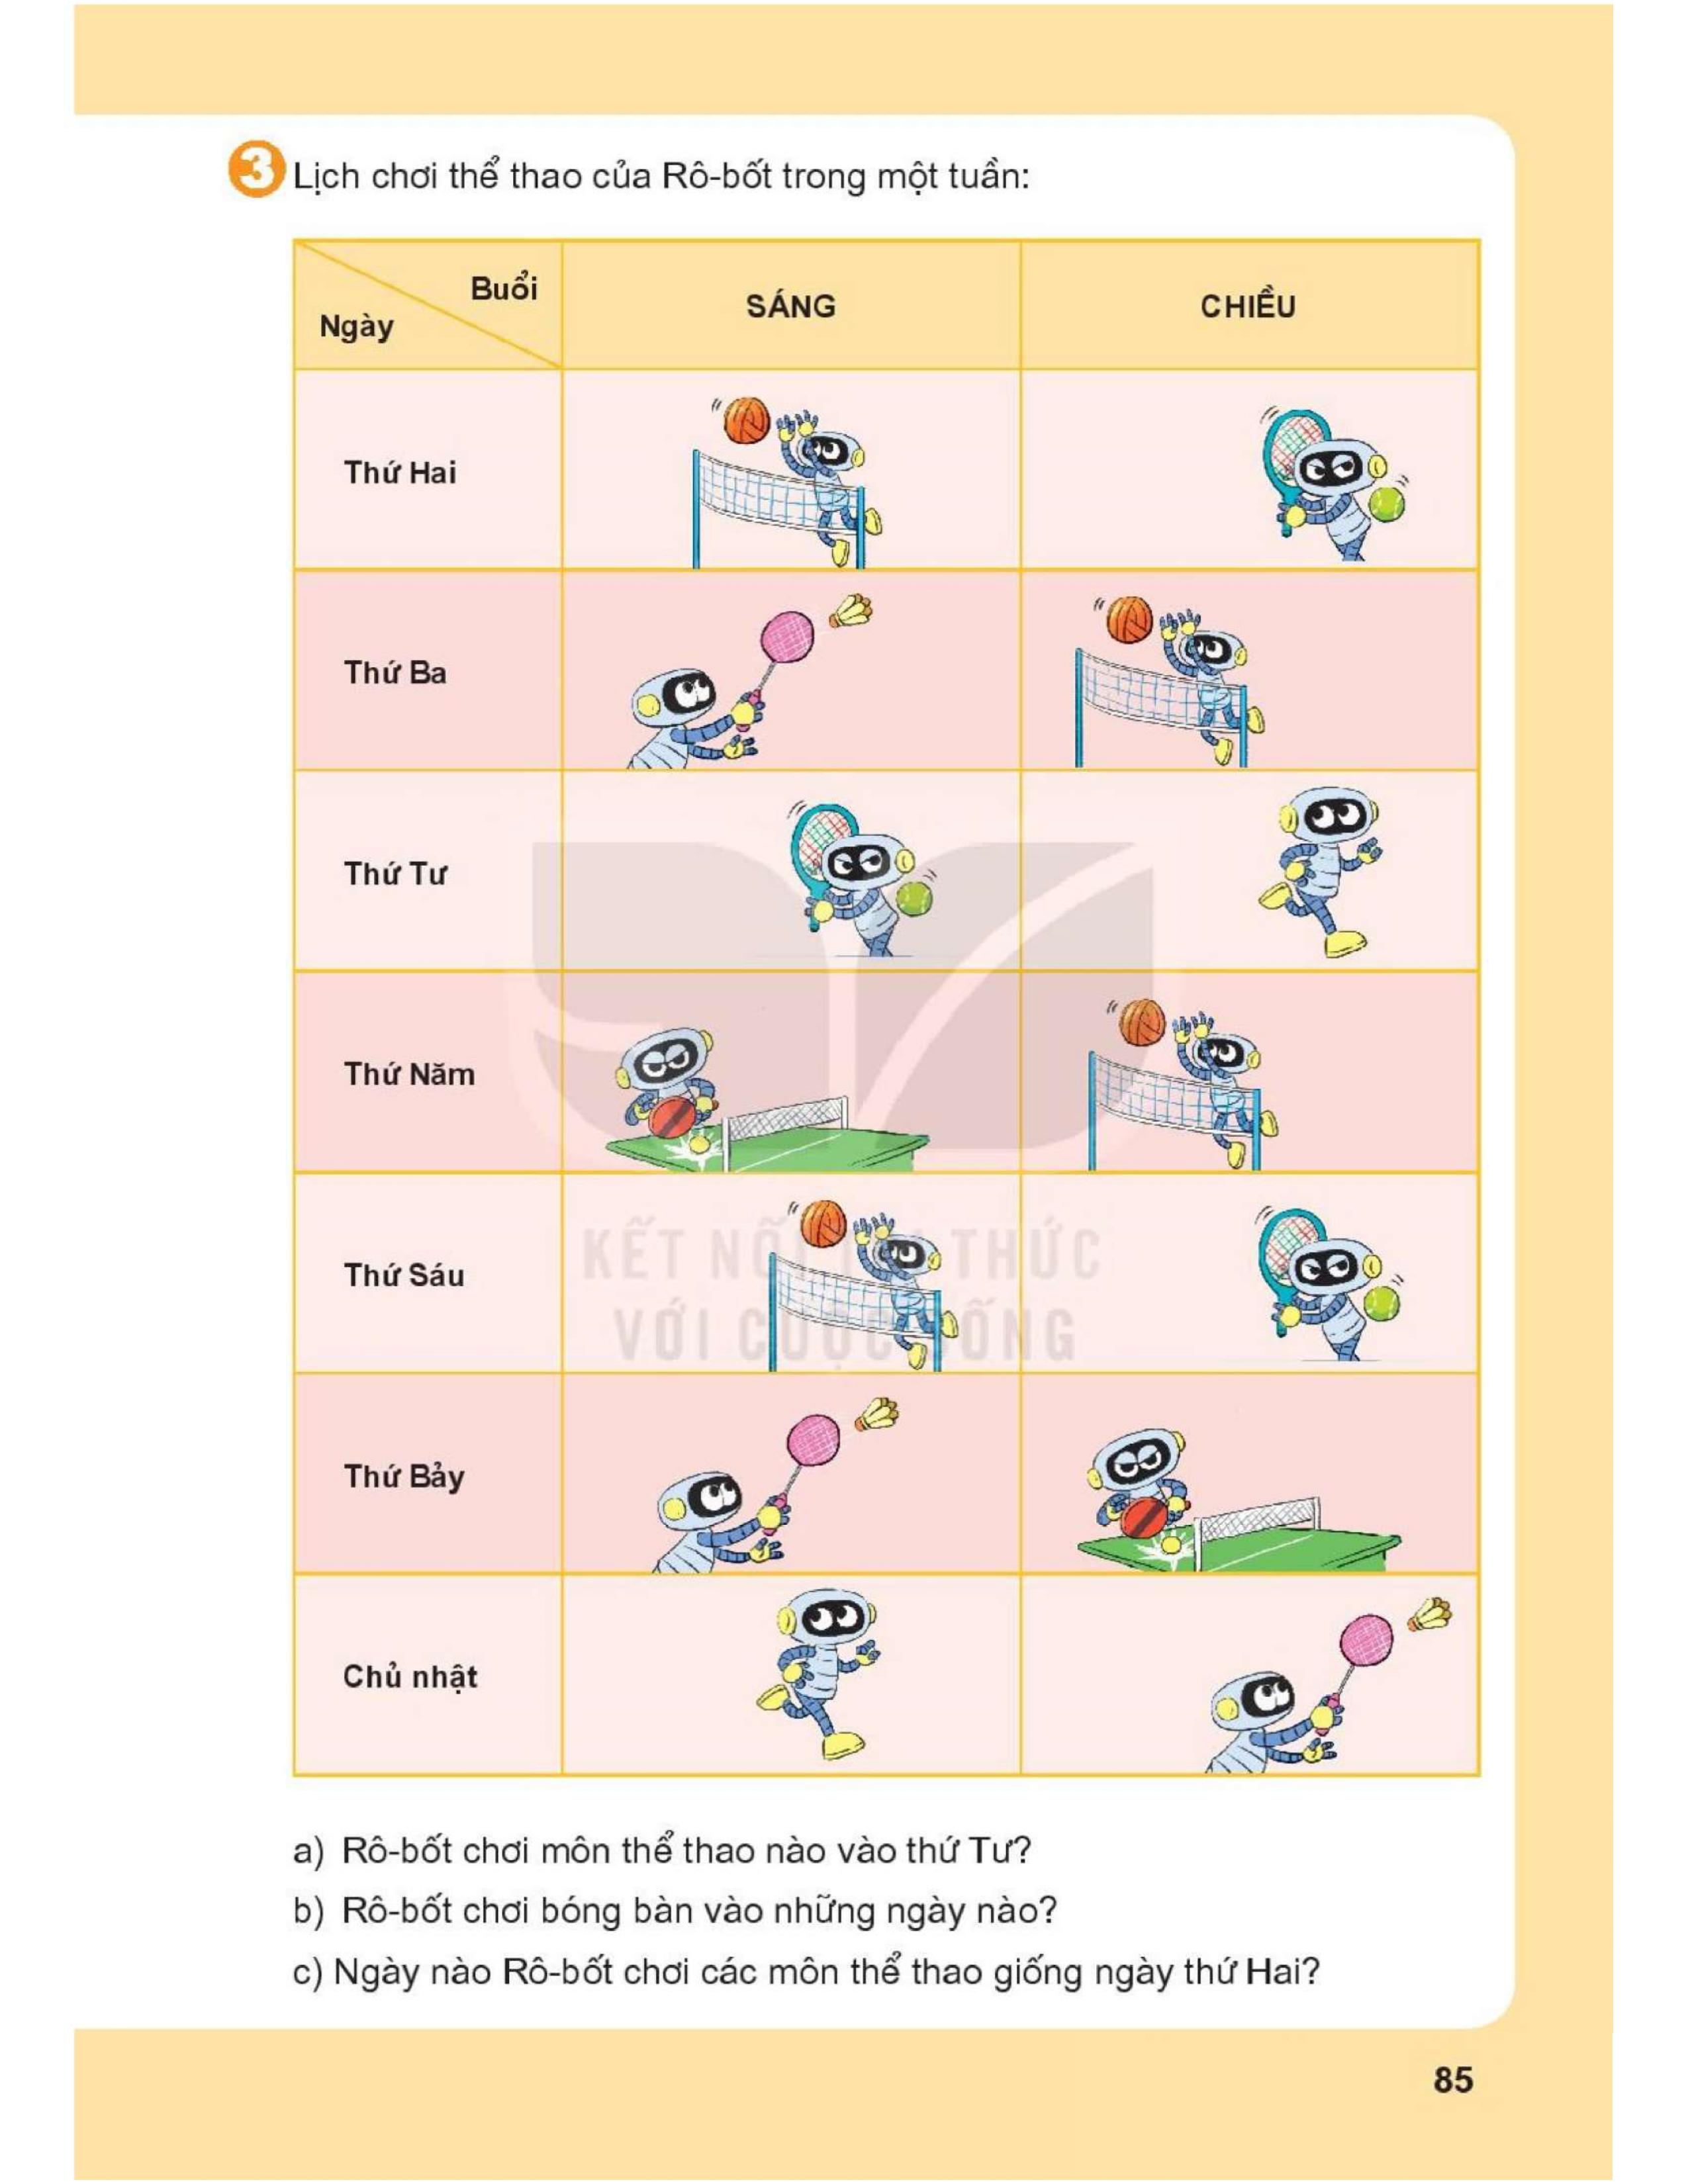 3 Lịch chơi thể thao của Rô-bốt trong một tuần:
Buổi
Ngày
SÁNG
CHIỀU
Thứ Hai
Thứ Ba
Thứ Tư
Thứ Năm
KẾT NỐI TRI THỨC
VỚI CUỘC SỐNG
Thứ Sáu
Thứ Bảy
Chủ nhật
a) Rô-bốt chơi môn thể thao nào vào thứ Tư?
b) Rô-bốt chơi bóng bàn vào những ngày nào?
c) Ngày nào Rô-bốt chơi các môn thể thao giống ngày thứ Hai?
85